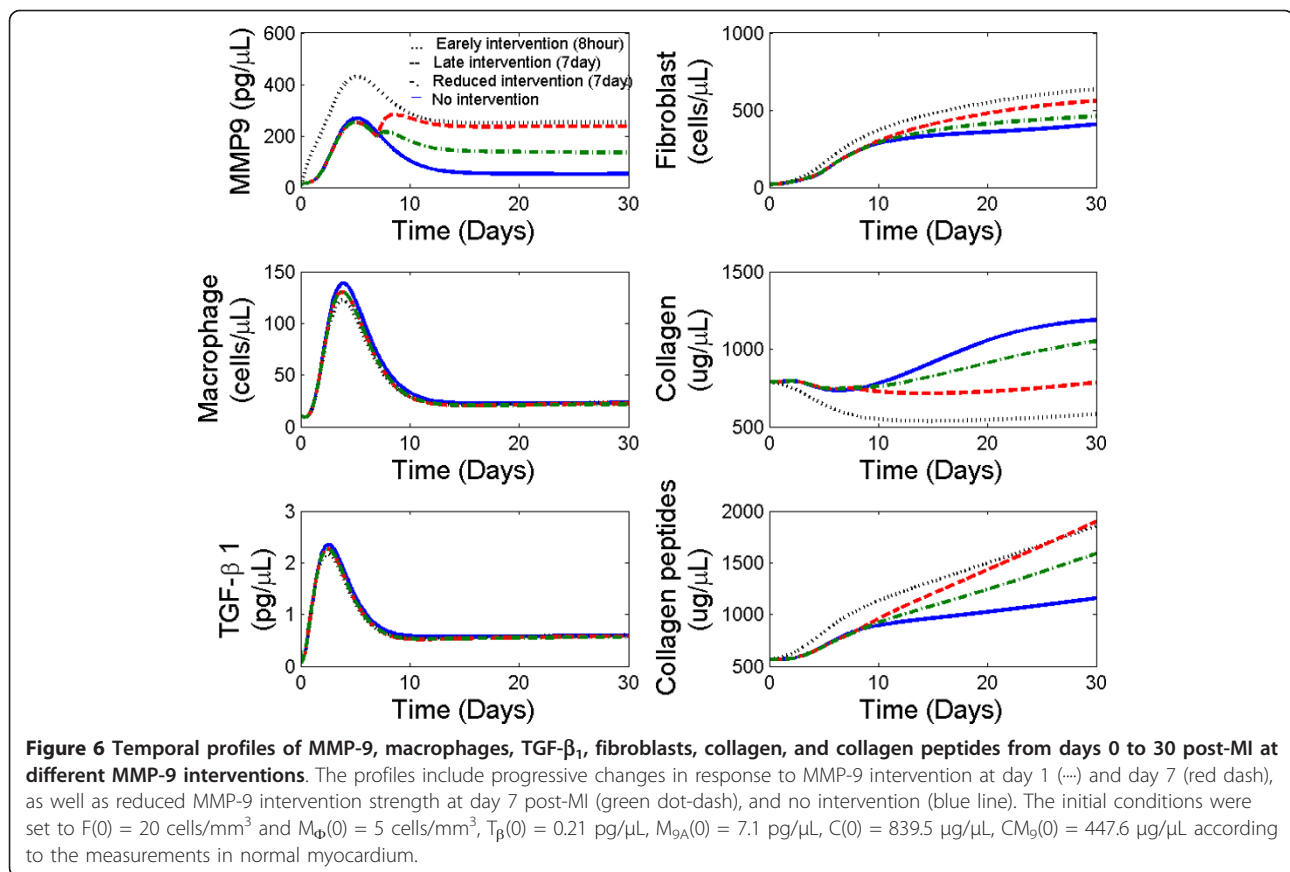 600
400
200
0
MMP9 (pg/μL)
0 10 20 30
Time (Days)
..... Earely intervention (8hour)
-- Late intervention (7day)
-. Reduced intervention (7day)
— No intervention
1000
500
0
Fibroblast
(cells/μL)
0 10 20 30
Time (Days)
150
100
50
0
Macrophage
(cells/μL)
0 10 20 30
Time (Days)
1500
1000
500
Collagen
(ug/μL)
0 10 20 30
Time (Days)
3
2
1
0
TGF-β 1
(pg/μL)
0 10 20 30
Time (Days)
2000
1500
1000
500
Collagen peptides
(ug/μL)
0 10 20 30
Time (Days)
Figure 6 Temporal profiles of MMP-9, macrophages, TGF-β₁, fibroblasts, collagen, and collagen peptides from days 0 to 30 post-MI at
different MMP-9 interventions. The profiles include progressive changes in response to MMP-9 intervention at day 1 (····) and day 7 (red dash),
as well as reduced MMP-9 intervention strength at day 7 post-MI (green dot-dash), and no intervention (blue line). The initial conditions were
set to F(0) = 20 cells/mm³ and M_Φ(0) = 5 cells/mm³, T_β(0) = 0.21 pg/μL, M₉A(0) = 7.1 pg/μL, C(0) = 839.5 μg/μL, CM₉(0) = 447.6 μg/μL according
to the measurements in normal myocardium.